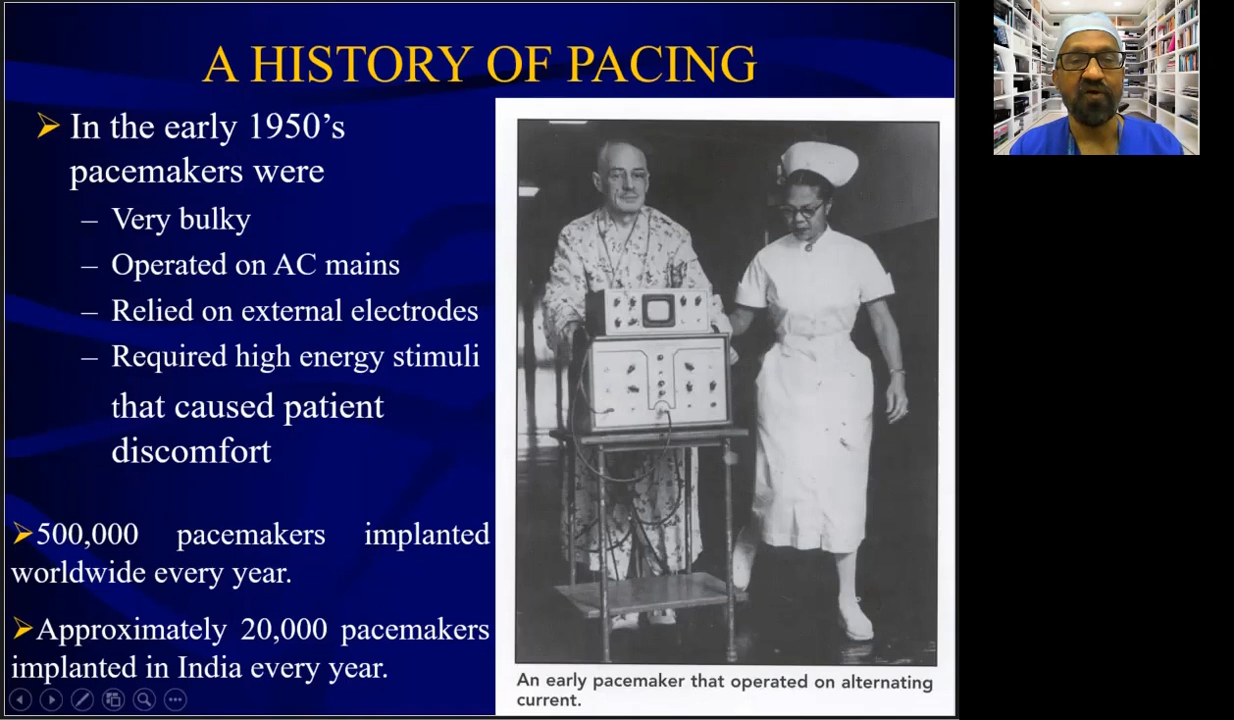 A HISTORY OF PACING
➢ In the early 1950's
pacemakers were
– Very bulky
– Operated on AC mains
– Relied on external electrodes
– Required high energy stimuli
that caused patient
discomfort
➢500,000 pacemakers implanted
worldwide every year.
➢Approximately 20,000 pacemakers
implanted in India every year.
An early pacemaker that operated on alternating
current.